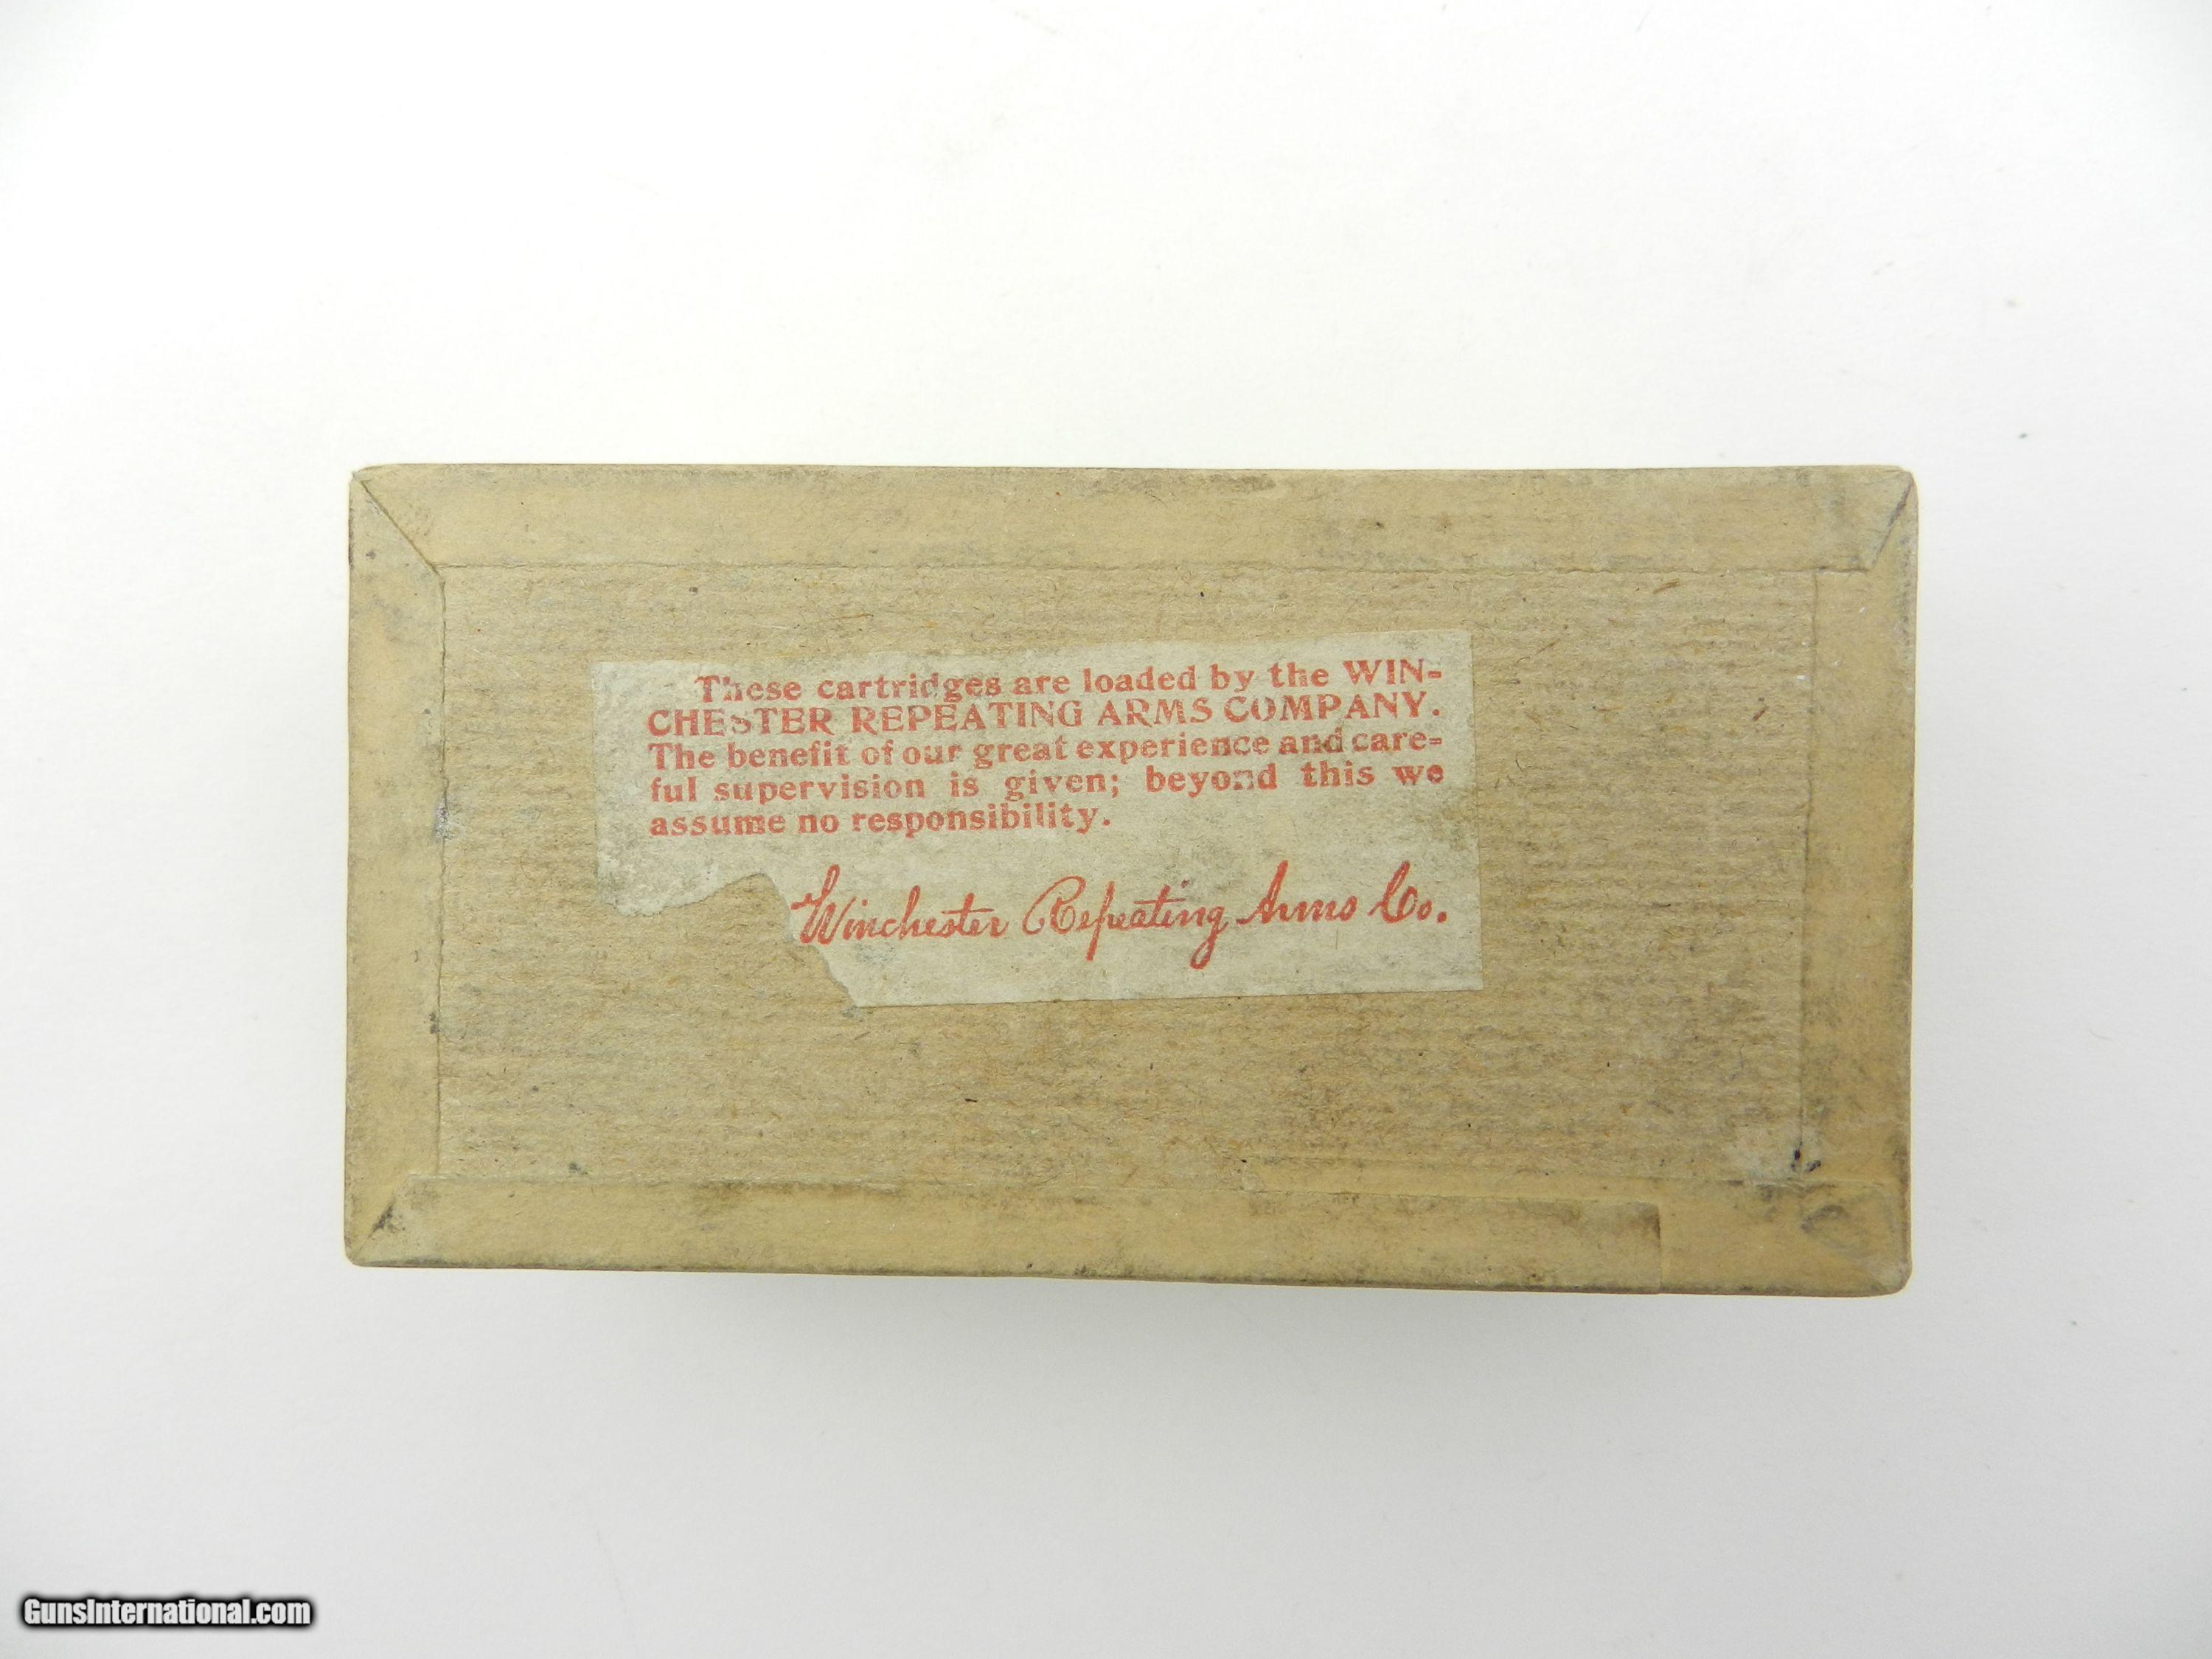 These cartridges are loaded by the WIN-
CHESTER REPEATING ARMS COMPANY.
The benefit of our great experience and care-
ful supervision is given; beyond this we
assume no responsibility.
Winchester Repeating Arms Co.
GunsInternational.com